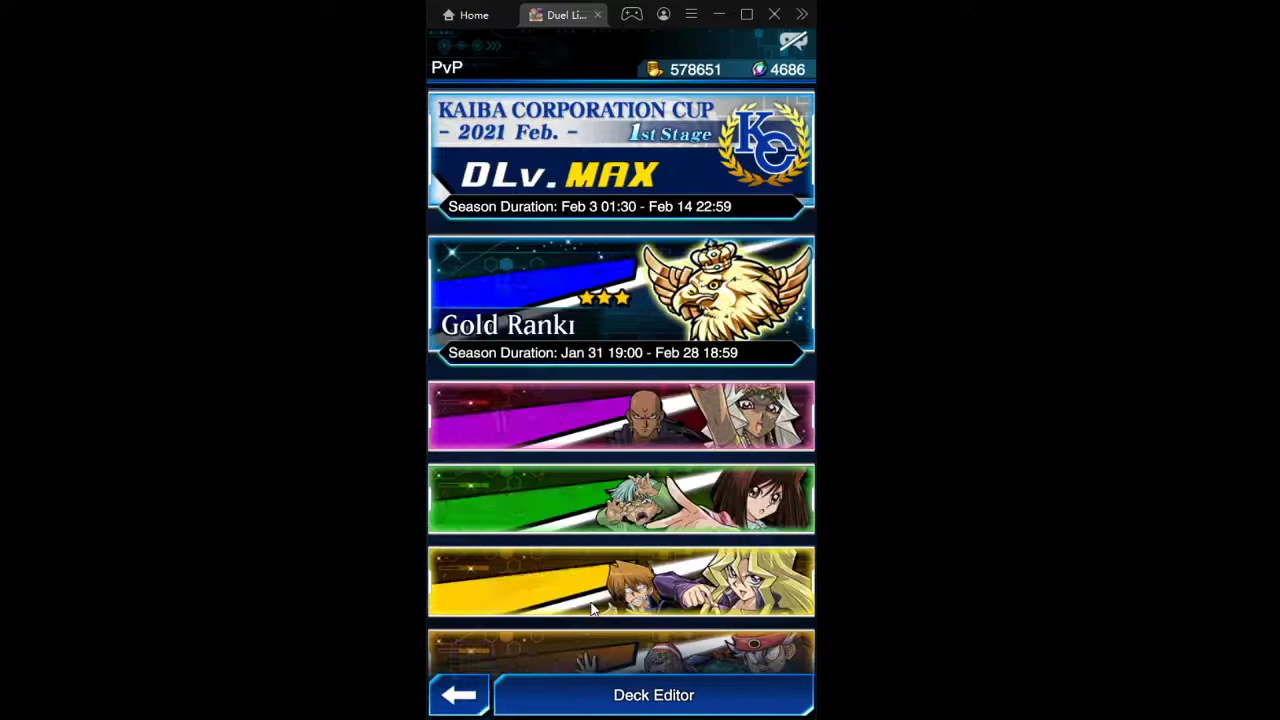 Home
Duel Li...
PvP
578651
4686
KAIBA CORPORATION CUP
- 2021 Feb. - 1st Stage
KC
DLv. MAX
Season Duration: Feb 3 01:30 - Feb 14 22:59
Gold Rank1
Season Duration: Jan 31 19:00 - Feb 28 18:59
Deck Editor